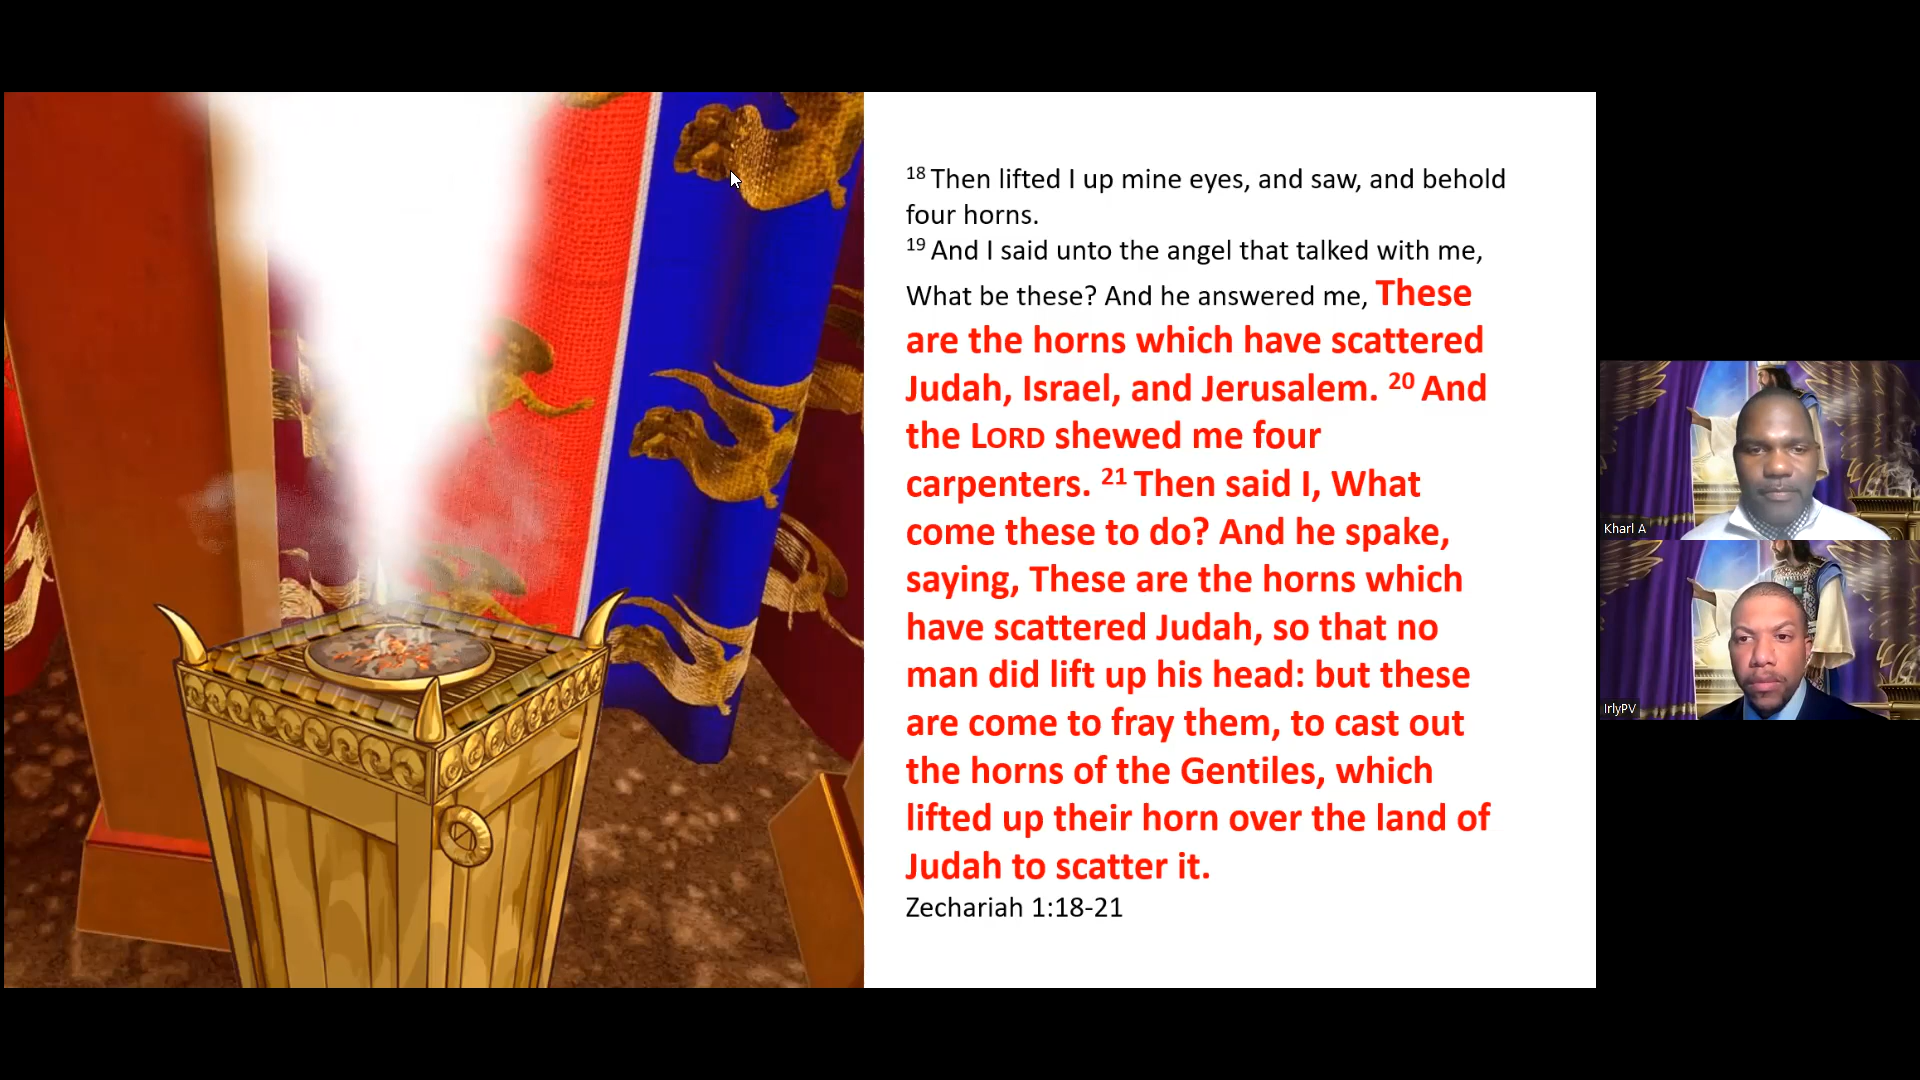 18 Then lifted I up mine eyes, and saw, and behold
four horns.
19 And I said unto the angel that talked with me,
What be these? And he answered me, These
are the horns which have scattered
Judah, Israel, and Jerusalem. 20 And
the LORD shewed me four
carpenters. 21 Then said I, What
come these to do? And he spake,
saying, These are the horns which
have scattered Judah, so that no
man did lift up his head: but these
are come to fray them, to cast out
the horns of the Gentiles, which
lifted up their horn over the land of
Judah to scatter it.
Zechariah 1:18-21
Kharl A
IrlyPV